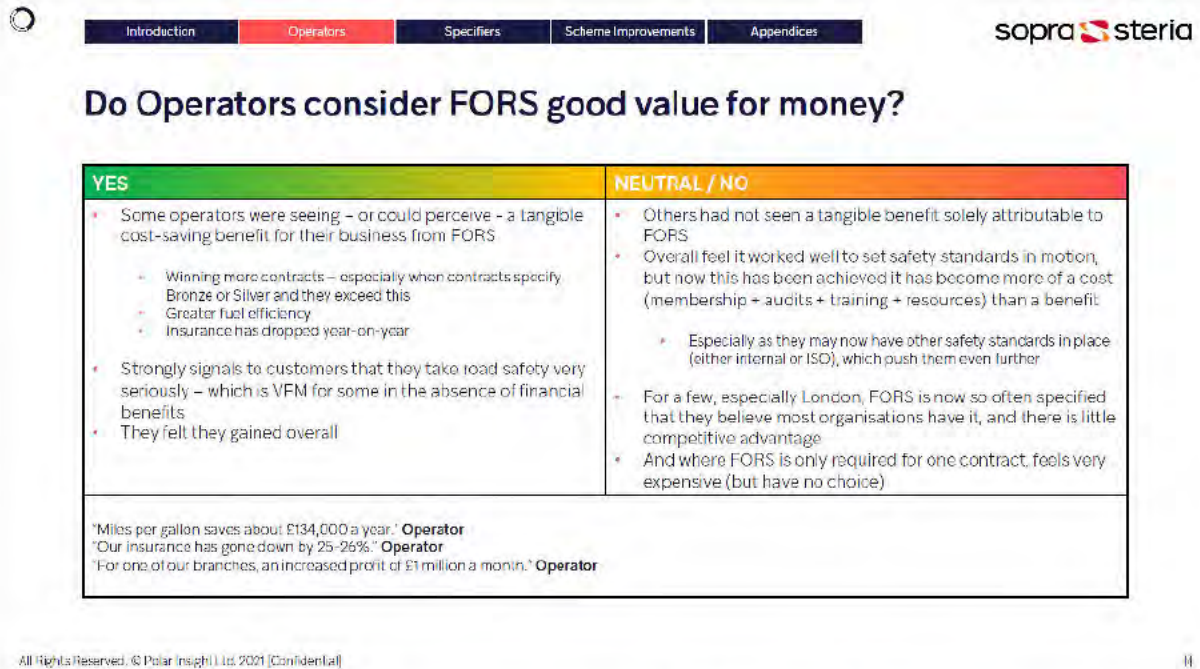 Introduction
Operators
Specifiers
Scheme Improvements
Appendices
sopra steria
Do Operators consider FORS good value for money?
YES
NEUTRAL / NO
• Some operators were seeing – or could perceive - a tangible
cost-saving benefit for their business from FORS
• Winning more contracts – especially when contracts specify
Bronze or Silver and they exceed this
• Greater fuel efficiency
• Insurance has dropped year-on-year
• Strongly signals to customers that they take road safety very
seriously – which is VFM for some in the absence of financial
benefits
• They felt they gained overall
• Others had not seen a tangible benefit solely attributable to
FORS
• Overall feel it worked well to set safety standards in motion,
but now this has been achieved it has become more of a cost
(membership + audits + training + resources) than a benefit
• Especially as they may now have other safety standards in place
(either internal or ISO), which push them even further
• For a few, especially London, FORS is now so often specified
that they believe most organisations have it, and there is little
competitive advantage
• And where FORS is only required for one contract, feels very
expensive (but have no choice)
"Miles per gallon saves about £134,000 a year." Operator
"Our insurance has gone down by 25-26%." Operator
"For one of our branches, an increased profit of £1 million a month." Operator
All Rights Reserved. © Polar Insight Ltd. 2021 [Confidential]